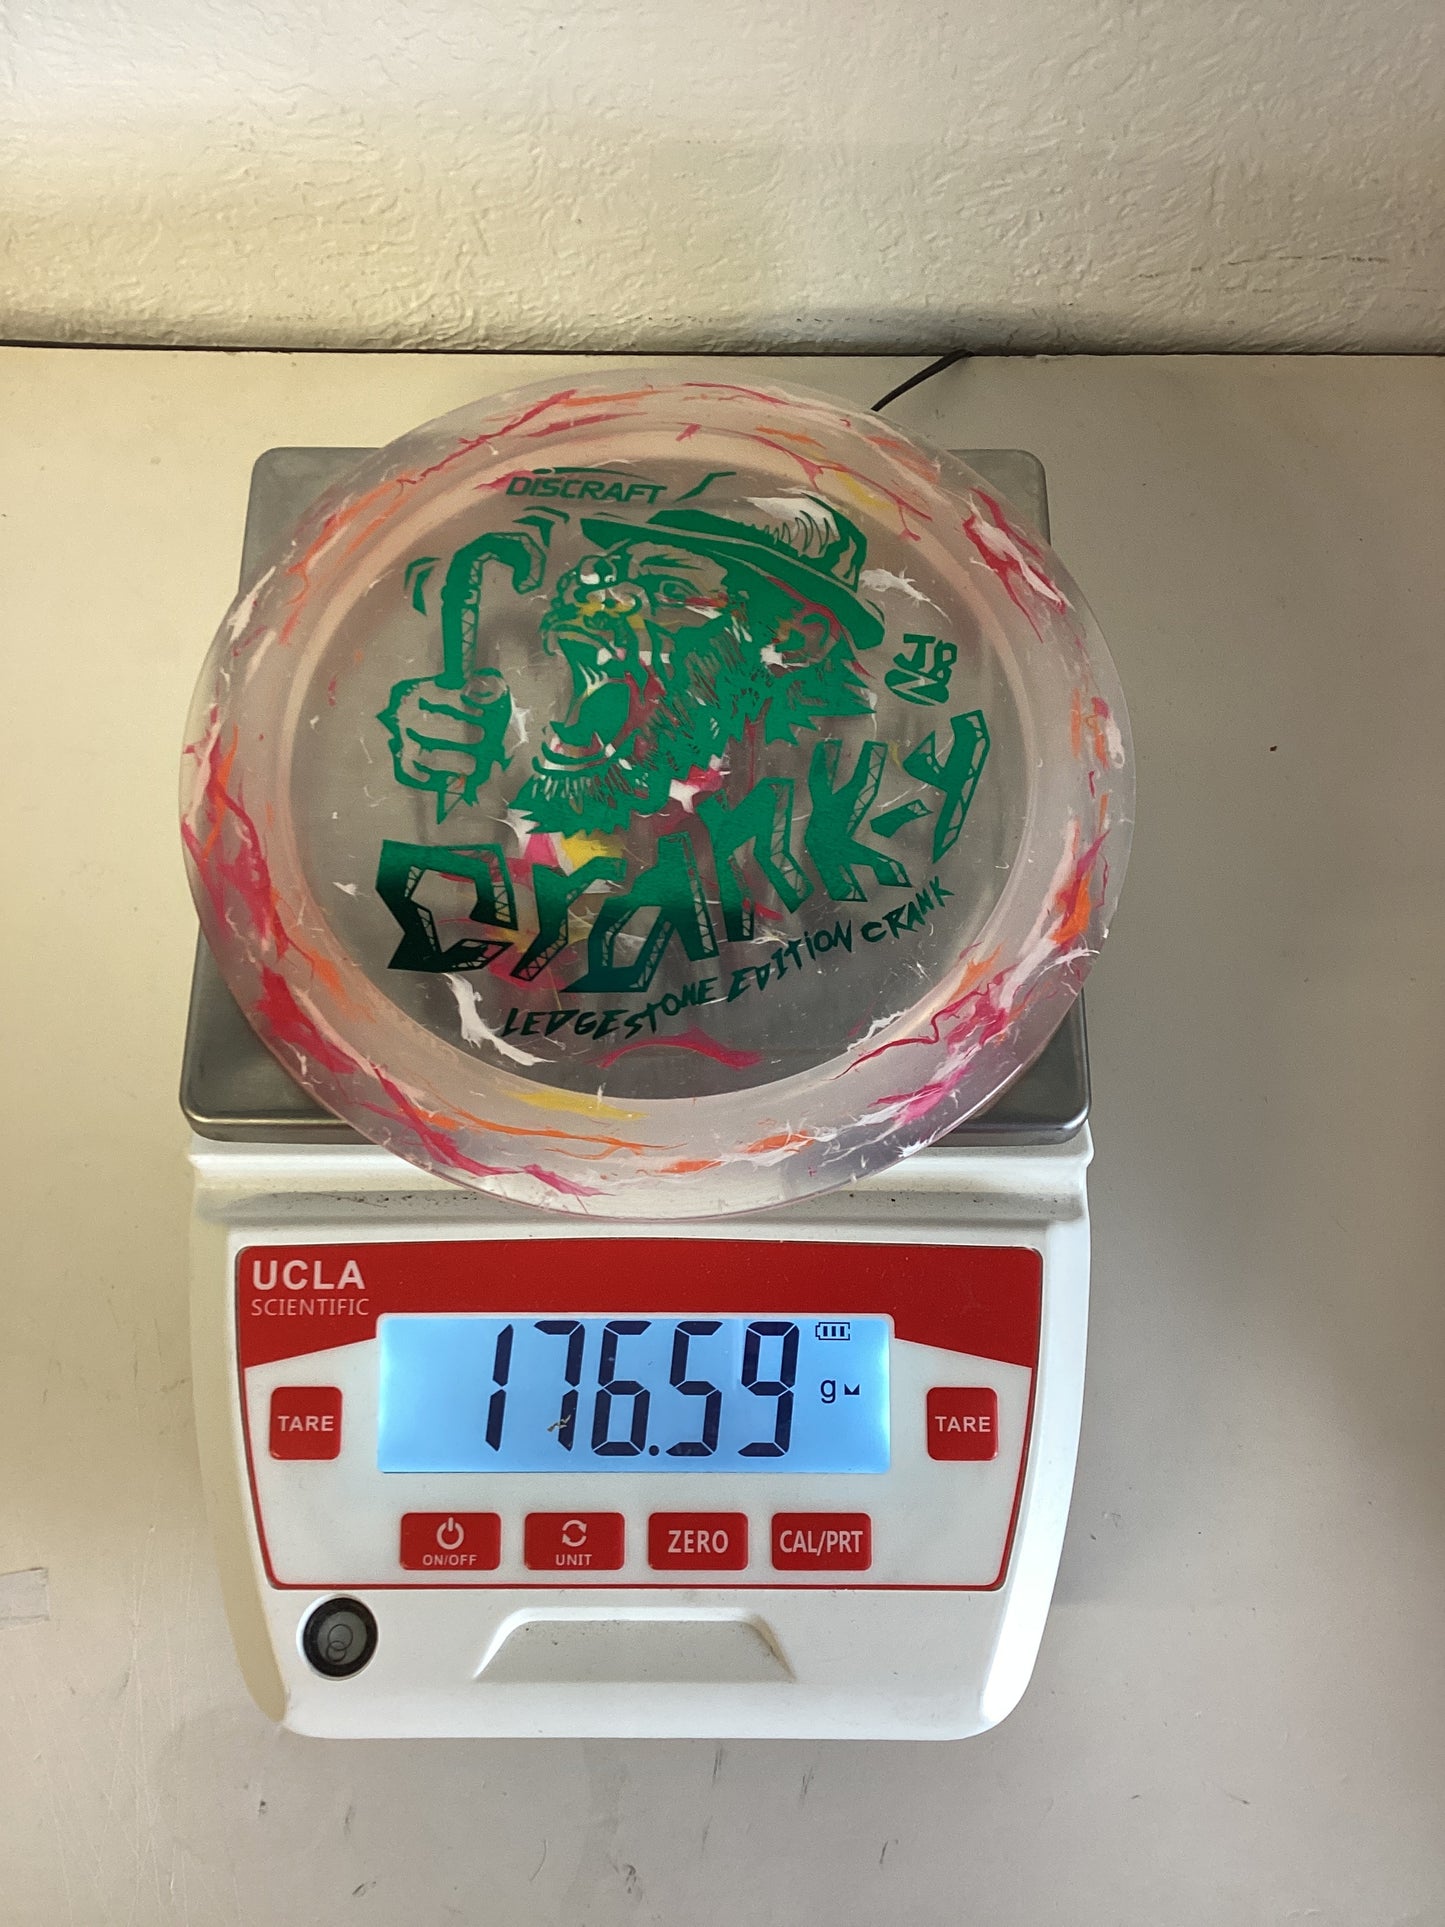 DISCRAFT
CranK-Y
LEDGESTONE EDITION CRANK
UCLA
SCIENTIFIC
176.59 g
TARE
TARE
ON/OFF
UNIT
ZERO
CAL/PRT